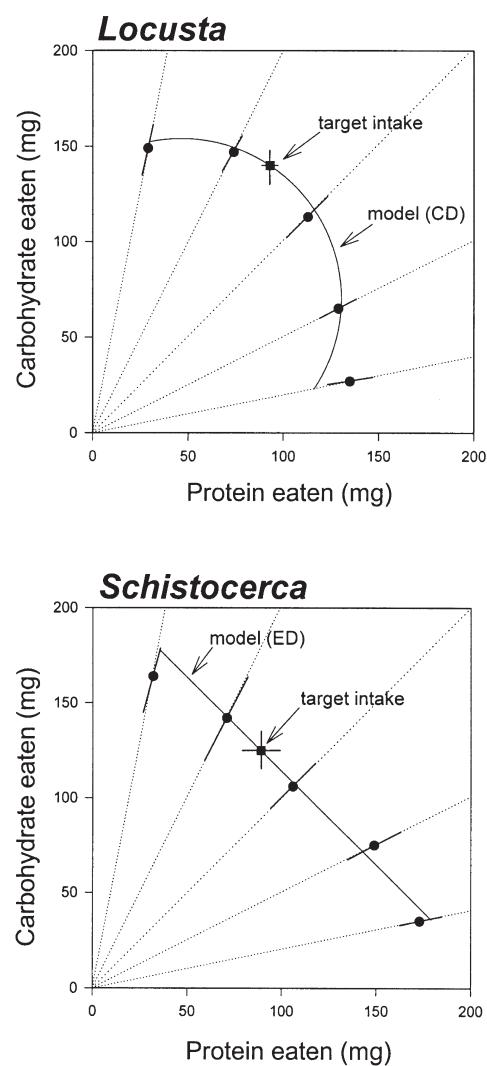 Locusta
200
150
100
50
0
Carbohydrate eaten (mg)
target intake
model (CD)
0 50 100 150 200
Protein eaten (mg)
Schistocerca
200
150
100
50
0
Carbohydrate eaten (mg)
model (ED)
target intake
0 50 100 150 200
Protein eaten (mg)